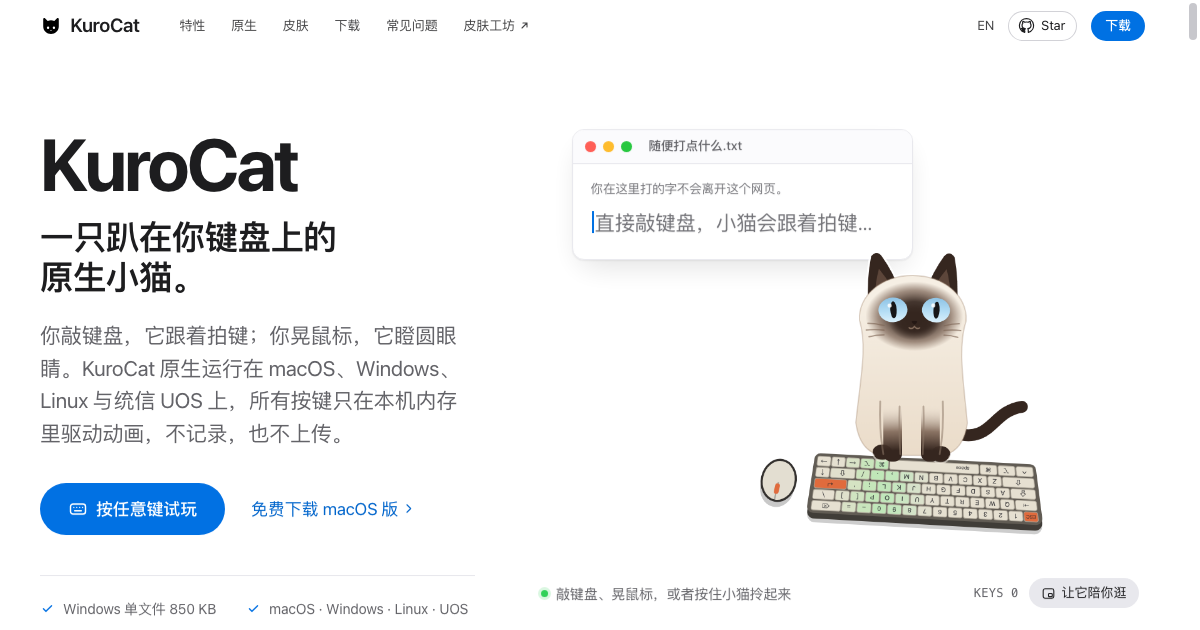 KuroCat
特性
原生
皮肤
下载
常见问题
皮肤工坊 ↗
EN
Star
下载
KuroCat
一只趴在你键盘上的
原生小猫。
你敲键盘，它跟着拍键；你晃鼠标，它瞪圆眼
睛。KuroCat 原生运行在 macOS、Windows、
Linux 与统信 UOS 上，所有按键只在本机内存
里驱动动画，不记录，也不上传。
按任意键试玩
免费下载 macOS 版 ›
Windows 单文件 850 KB
macOS · Windows · Linux · UOS
随便打点什么.txt
你在这里打的字不会离开这个网页。
直接敲键盘，小猫会跟着拍键…
敲键盘、晃鼠标，或者按住小猫拎起来
KEYS 0
让它陪你逛